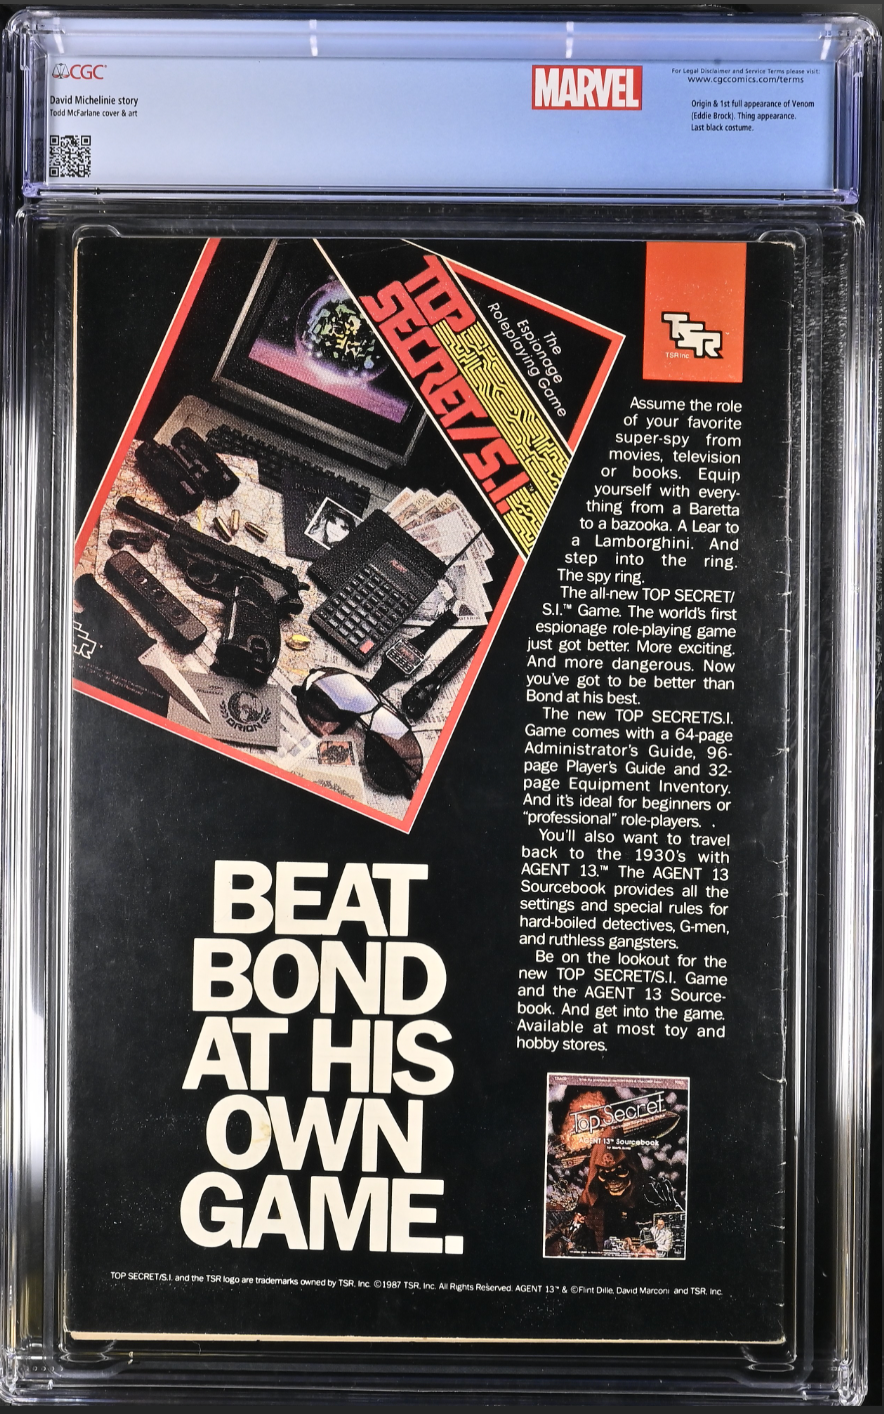 CGC
MARVEL
For Legal Disclaimer and Service Terms please visit:
www.cgccomics.com/terms
David Michelinie story
Todd McFarlane cover & art
Origin & 1st full appearance of Venom
(Eddie Brock). Thing appearance.
Last black costume.
TOP
SECRET/S.I.
The
Espionage
Roleplaying Game
TSR
TSR Inc
ORION
Assume the role
of your favorite
super-spy from
movies, television
or books. Equip
yourself with every-
thing from a Baretta
to a bazooka. A Lear to
a Lamborghini. And
step into the ring.
The spy ring.
The all-new TOP SECRET/
S.I.™ Game. The world's first
espionage role-playing game
just got better. More exciting.
And more dangerous. Now
you've got to be better than
Bond at his best.
The new TOP SECRET/S.I.
Game comes with a 64-page
Administrator's Guide, 96-
page Player's Guide and 32-
page Equipment Inventory.
And it's ideal for beginners or
"professional" role-players.
You'll also want to travel
back to the 1930's with
AGENT 13.™ The AGENT 13
Sourcebook provides all the
settings and special rules for
hard-boiled detectives, G-men,
and ruthless gangsters.
Be on the lookout for the
new TOP SECRET/S.I. Game
and the AGENT 13 Source-
book. And get into the game.
Available at most toy and
hobby stores.
BEAT
BOND
AT HIS
OWN
GAME.
Top Secret
AGENT 13™ Sourcebook
TOP SECRET/S.I. and the TSR logo are trademarks owned by TSR, Inc. ©1987 TSR, Inc. All Rights Reserved. AGENT 13™ & ©Flint Dille, David Marconi and TSR, Inc.